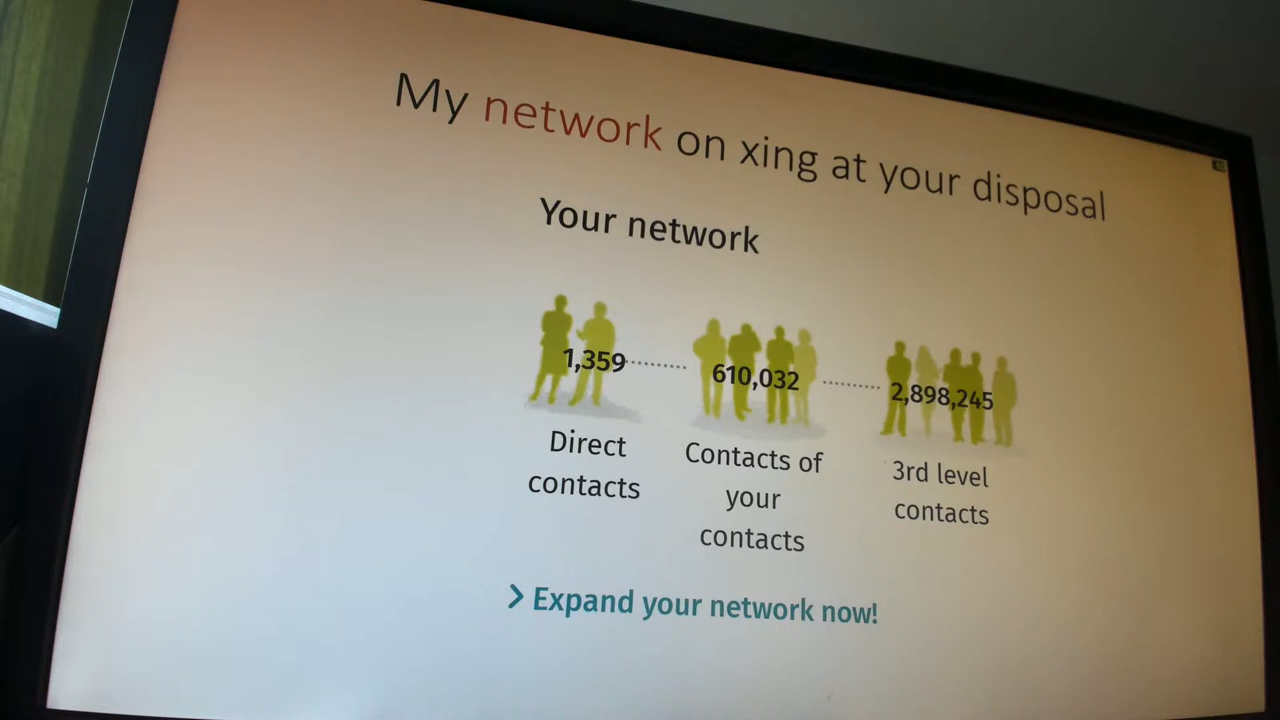 My network on xing at your disposal
Your network
1,359
610,032
2,898,245
Direct
contacts
Contacts of
your
contacts
3rd level
contacts
> Expand your network now!